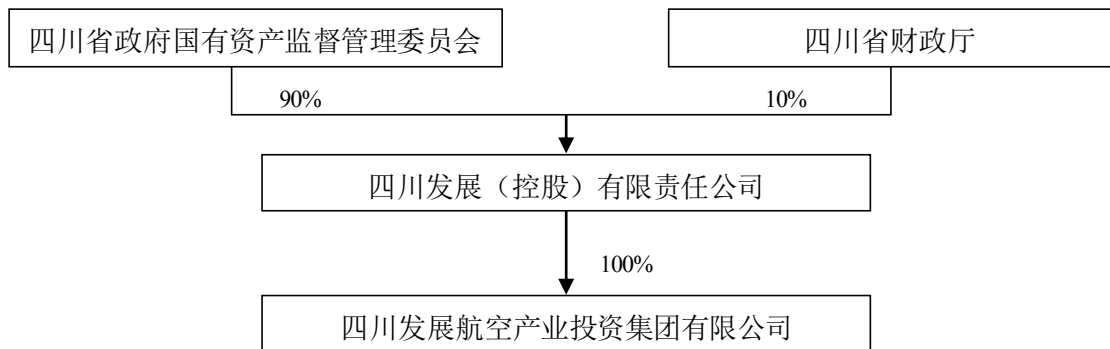 四川省政府国有资产监督管理委员会
四川省财政厅
90%
10%
四川发展（控股）有限责任公司
100%
四川发展航空产业投资集团有限公司